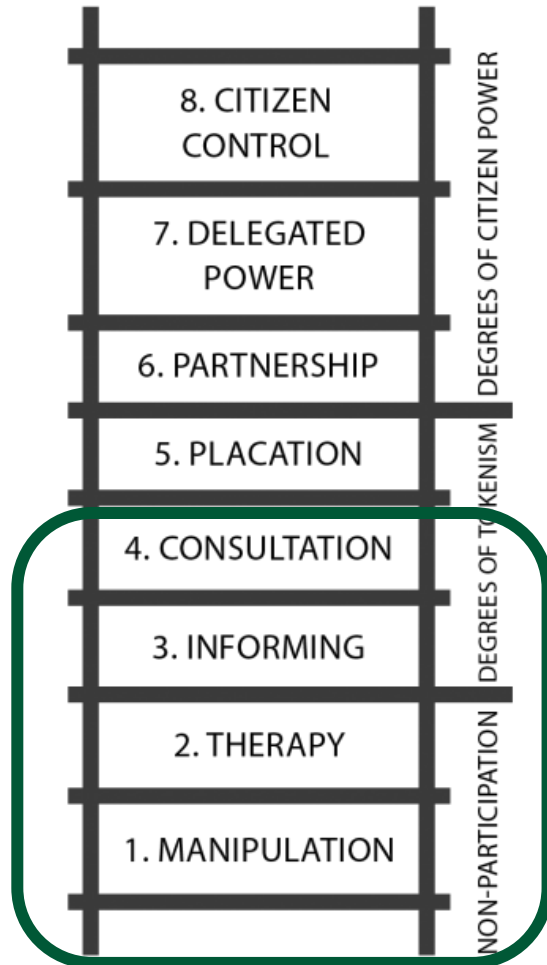 8. CITIZEN
CONTROL
7. DELEGATED
POWER
6. PARTNERSHIP
5. PLACATION
4. CONSULTATION
3. INFORMING
2. THERAPY
1. MANIPULATION
DEGREES OF CITIZEN POWER
DEGREES OF TOKENISM
NON-PARTICIPATION